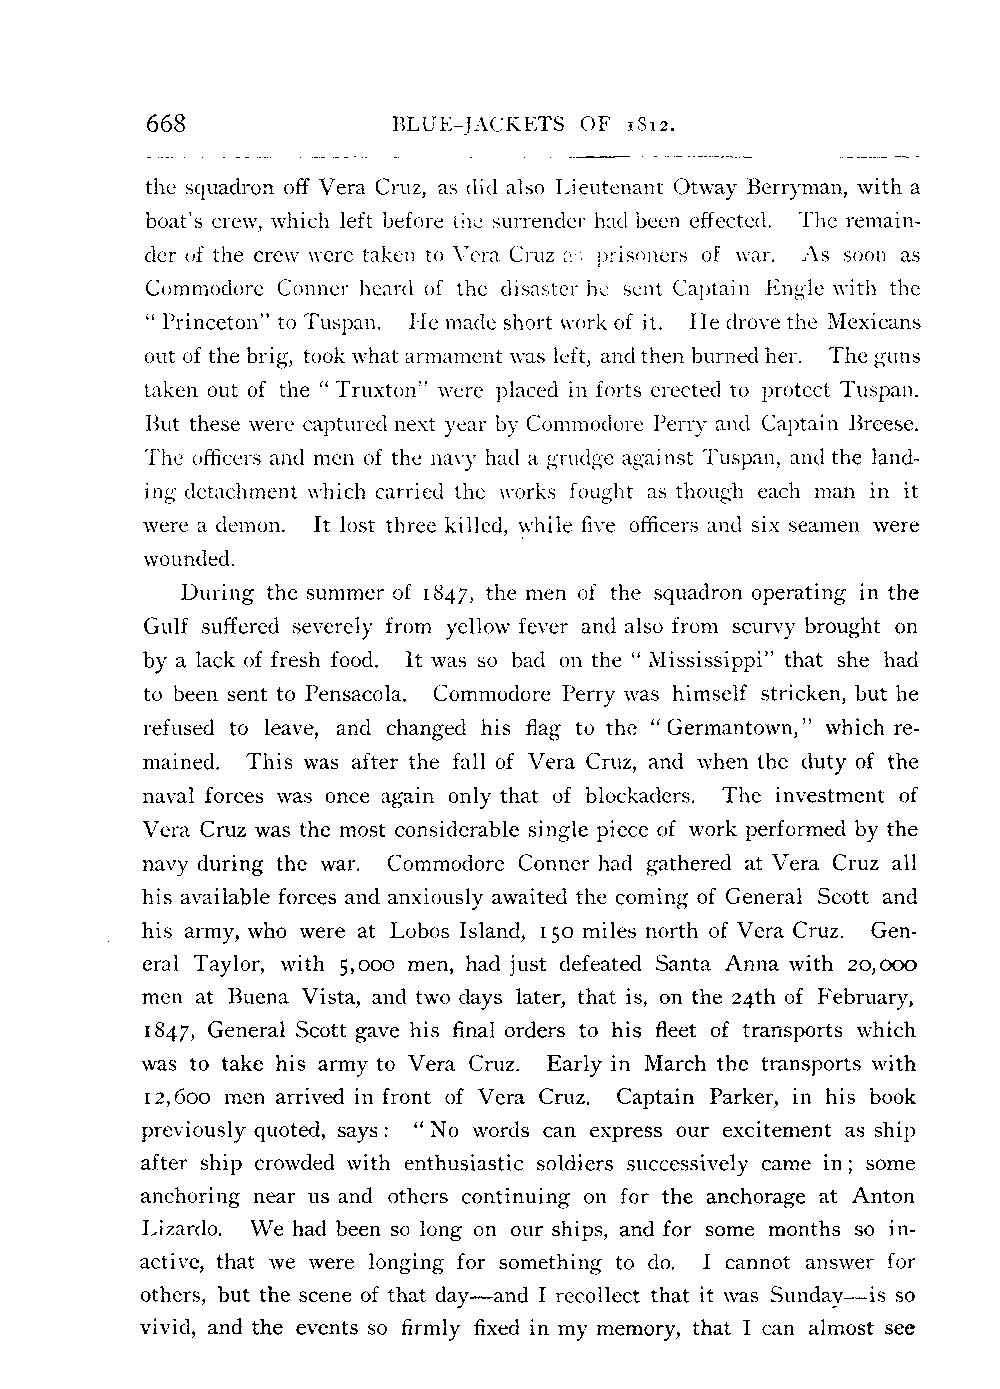 668 BLUE-JACKETS OF 1812.
the squadron off Vera Cruz, as did also Lieutenant Otway Berryman, with a
boat's crew, which left before the surrender had been effected. The remain-
der of the crew were taken to Vera Cruz as prisoners of war. As soon as
Commodore Conner heard of the disaster he sent Captain Engle with the
“ Princeton” to Tuspan. He made short work of it. He drove the Mexicans
out of the brig, took what armament was left, and then burned her. The guns
taken out of the “ Truxton” were placed in forts erected to protect Tuspan.
But these were captured next year by Commodore Perry and Captain Breese.
The officers and men of the navy had a grudge against Tuspan, and the land-
ing detachment which carried the works fought as though each man in it
were a demon. It lost three killed, while five officers and six seamen were
wounded.
During the summer of 1847, the men of the squadron operating in the
Gulf suffered severely from yellow fever and also from scurvy brought on
by a lack of fresh food. It was so bad on the “ Mississippi” that she had
to been sent to Pensacola. Commodore Perry was himself stricken, but he
refused to leave, and changed his flag to the “ Germantown,” which re-
mained. This was after the fall of Vera Cruz, and when the duty of the
naval forces was once again only that of blockaders. The investment of
Vera Cruz was the most considerable single piece of work performed by the
navy during the war. Commodore Conner had gathered at Vera Cruz all
his available forces and anxiously awaited the coming of General Scott and
his army, who were at Lobos Island, 150 miles north of Vera Cruz. Gen-
eral Taylor, with 5,000 men, had just defeated Santa Anna with 20,000
men at Buena Vista, and two days later, that is, on the 24th of February,
1847, General Scott gave his final orders to his fleet of transports which
was to take his army to Vera Cruz. Early in March the transports with
12,600 men arrived in front of Vera Cruz. Captain Parker, in his book
previously quoted, says: “ No words can express our excitement as ship
after ship crowded with enthusiastic soldiers successively came in; some
anchoring near us and others continuing on for the anchorage at Anton
Lizardo. We had been so long on our ships, and for some months so in-
active, that we were longing for something to do. I cannot answer for
others, but the scene of that day—and I recollect that it was Sunday—is so
vivid, and the events so firmly fixed in my memory, that I can almost see